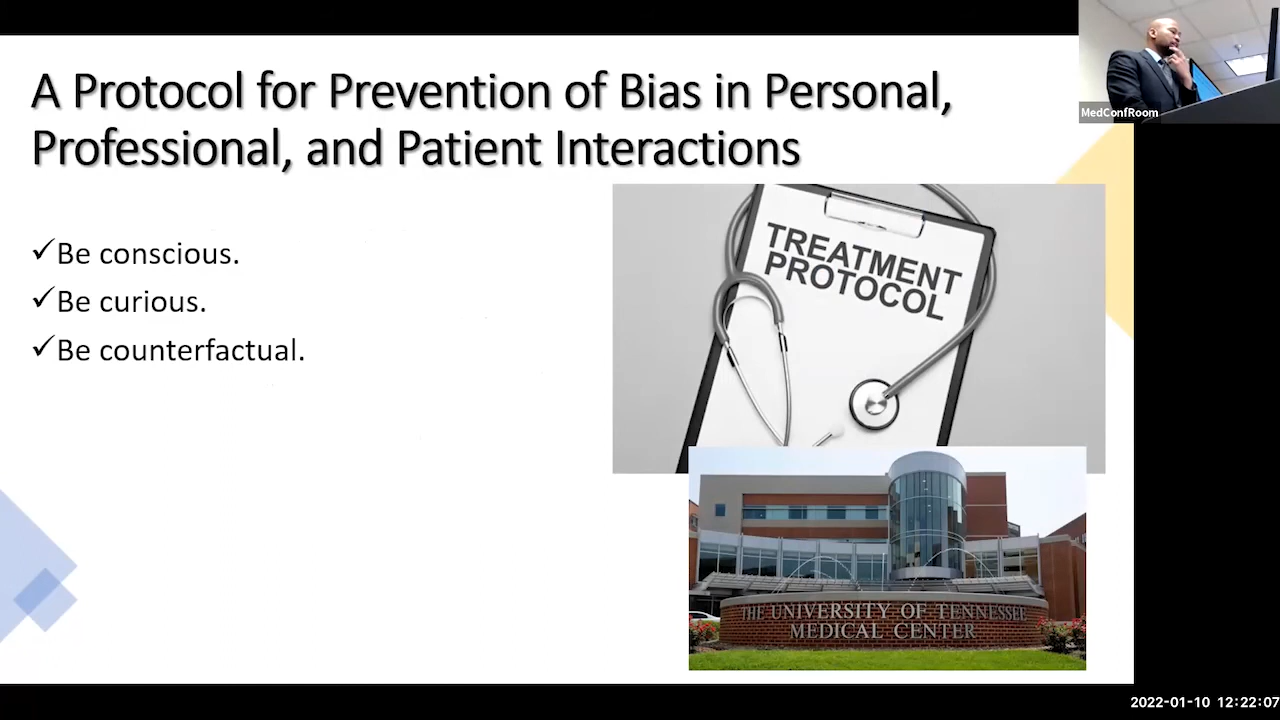 A Protocol for Prevention of Bias in Personal,
Professional, and Patient Interactions
MedConfRoom
✓Be conscious.
✓Be curious.
✓Be counterfactual.
TREATMENT
PROTOCOL
THE UNIVERSITY OF TENNESSEE
MEDICAL CENTER
2022-01-10 12:22:07